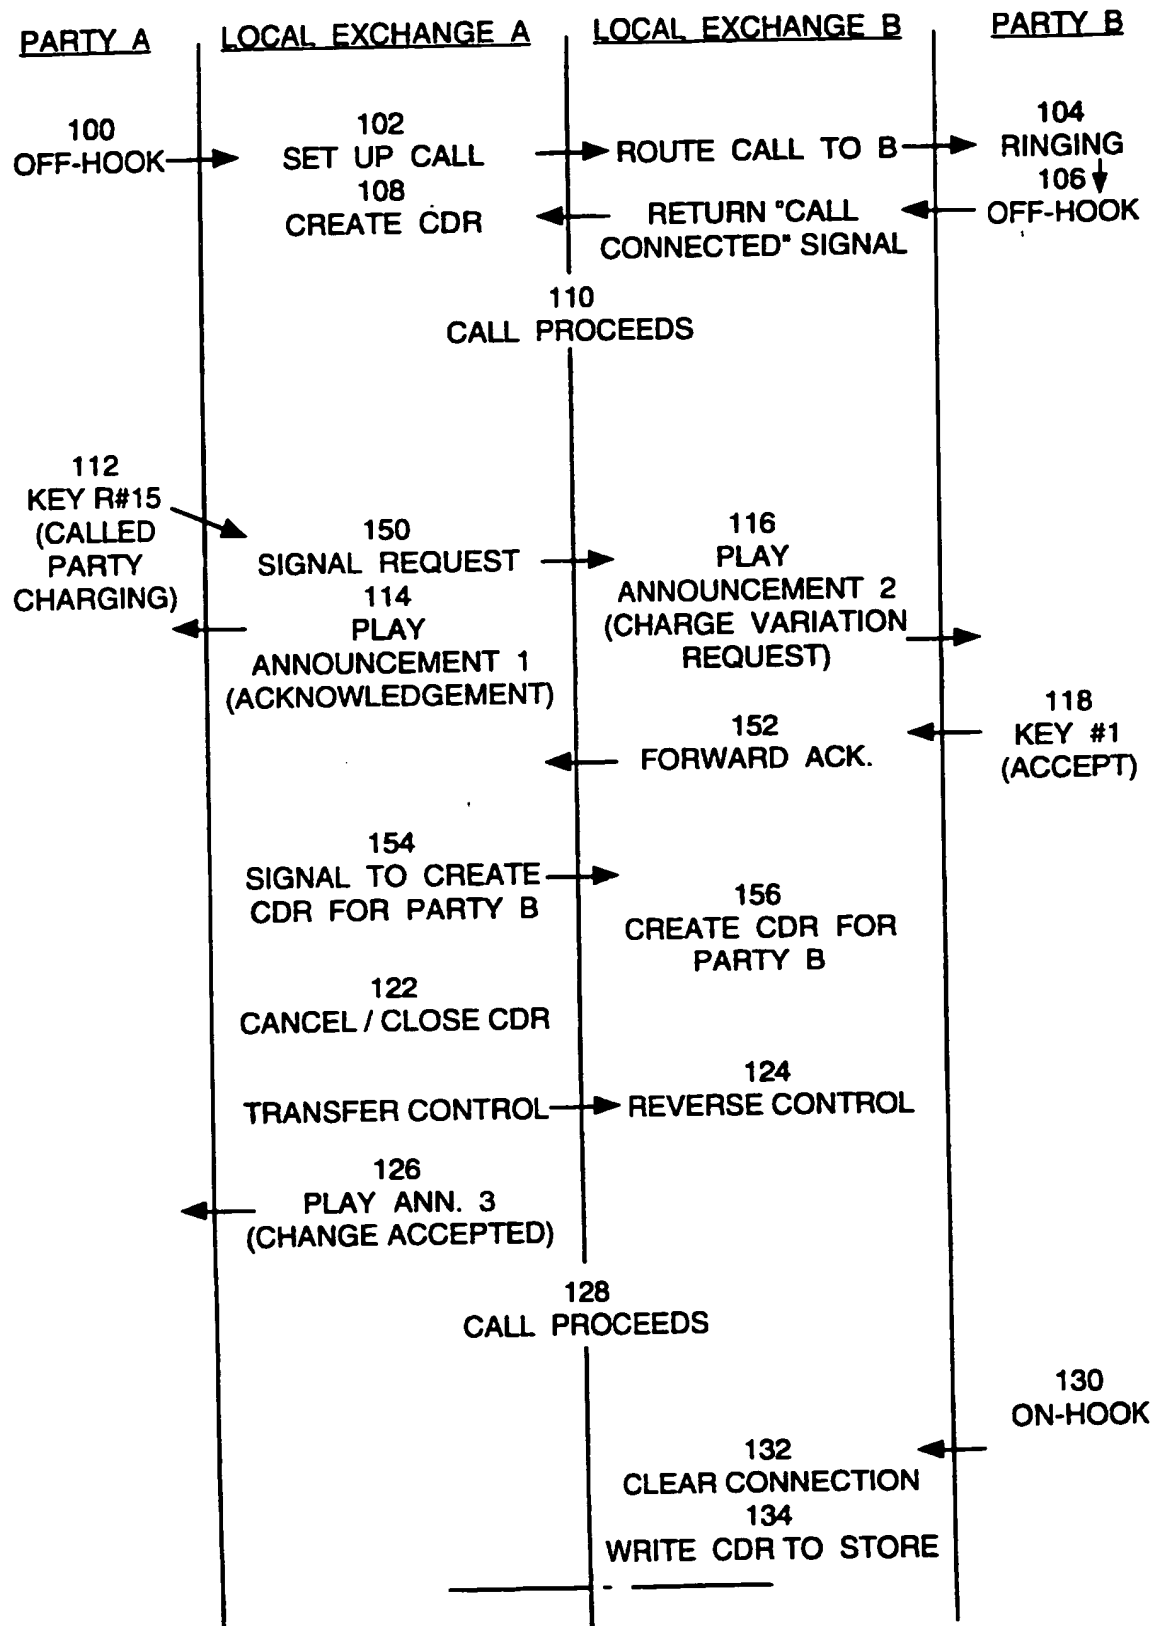 PARTY A
LOCAL EXCHANGE A
LOCAL EXCHANGE B
PARTY B
100
OFF-HOOK
102
SET UP CALL
ROUTE CALL TO B
104
RINGING
108
CREATE CDR
RETURN "CALL
CONNECTED" SIGNAL
106
OFF-HOOK
110
CALL PROCEEDS
112
KEY R#15
(CALLED
PARTY
CHARGING)
150
SIGNAL REQUEST
114
PLAY
ANNOUNCEMENT 1
(ACKNOWLEDGEMENT)
116
PLAY
ANNOUNCEMENT 2
(CHARGE VARIATION
REQUEST)
118
KEY #1
(ACCEPT)
152
FORWARD ACK.
154
SIGNAL TO CREATE
CDR FOR PARTY B
156
CREATE CDR FOR
PARTY B
122
CANCEL / CLOSE CDR
TRANSFER CONTROL
124
REVERSE CONTROL
126
PLAY ANN. 3
(CHANGE ACCEPTED)
128
CALL PROCEEDS
130
ON-HOOK
132
CLEAR CONNECTION
134
WRITE CDR TO STORE